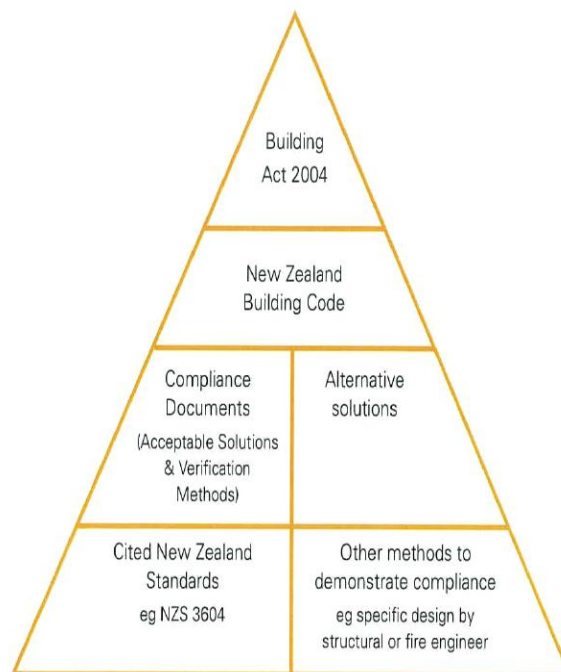 Building
Act 2004
New Zealand
Building Code
Compliance
Documents
(Acceptable Solutions
& Verification
Methods)
Alternative
solutions
Cited New Zealand
Standards
eg NZS 3604
Other methods to
demonstrate compliance
eg specific design by
structural or fire engineer